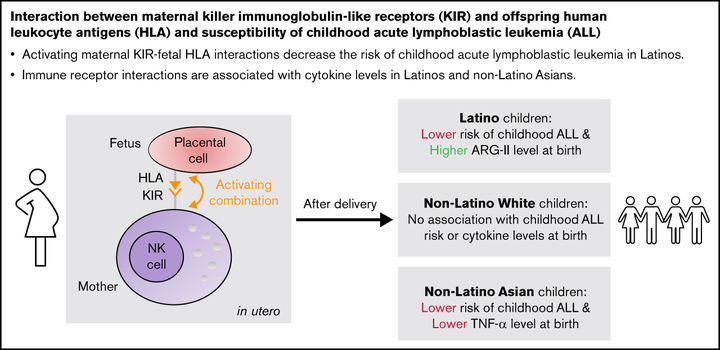 Interaction between maternal killer immunoglobulin-like receptors (KIR) and offspring human
leukocyte antigens (HLA) and susceptibility of childhood acute lymphoblastic leukemia (ALL)
• Activating maternal KIR-fetal HLA interactions decrease the risk of childhood acute lymphoblastic leukemia in Latinos.
• Immune receptor interactions are associated with cytokine levels in Latinos and non-Latino Asians.
Fetus
Placental
cell
HLA
KIR
Activating
combination
NK
cell
Mother
in utero
After delivery
Latino children:
Lower risk of childhood ALL &
Higher ARG-II level at birth
Non-Latino White children:
No association with childhood ALL
risk or cytokine levels at birth
Non-Latino Asian children:
Lower risk of childhood ALL &
Lower TNF-α level at birth